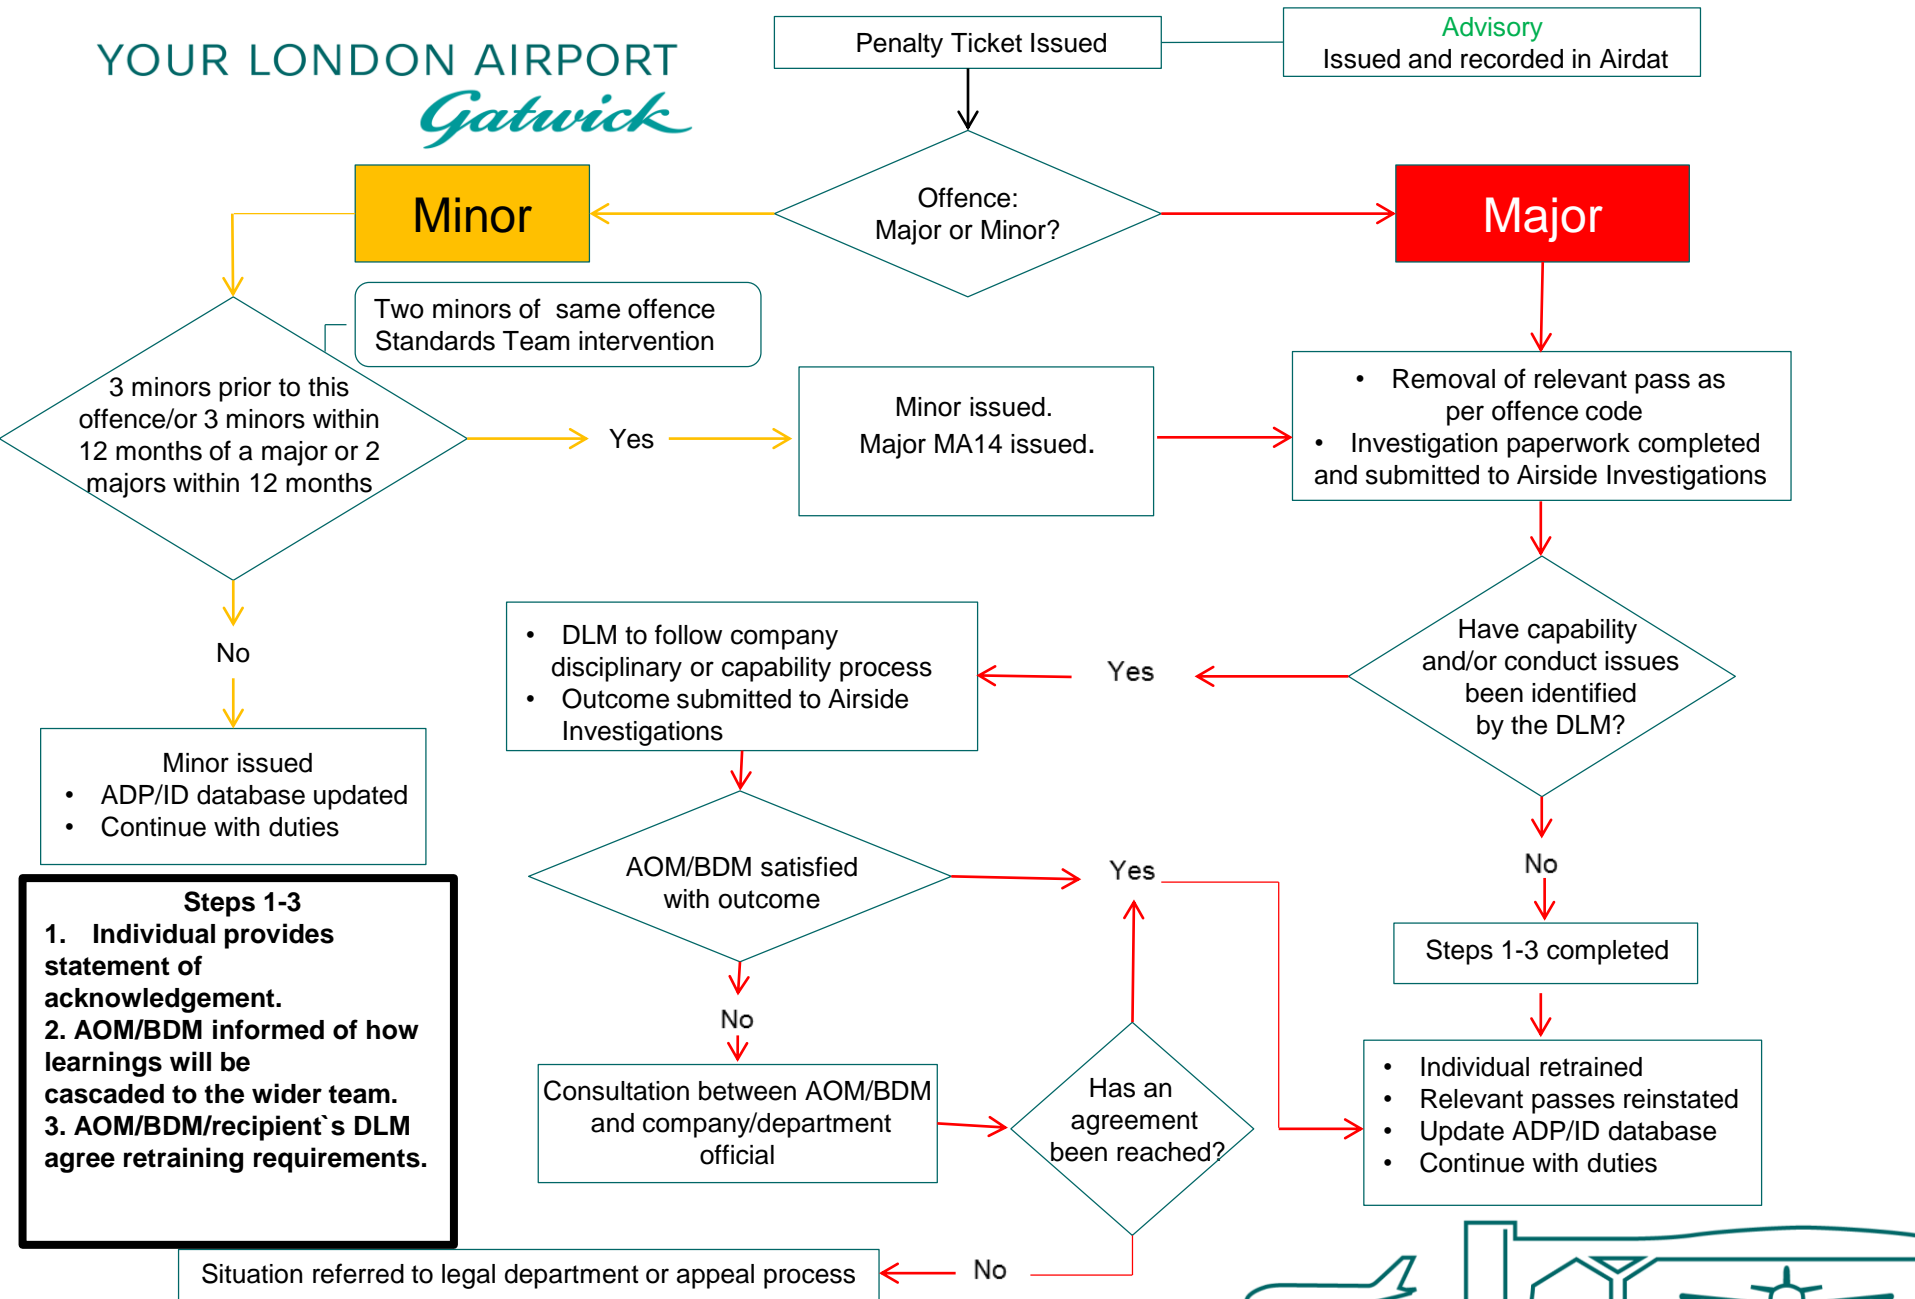 YOUR LONDON AIRPORT
Gatwick
Penalty Ticket Issued
Advisory
Issued and recorded in Airdat
Offence:
Major or Minor?
Minor
Major
Two minors of same offence
Standards Team intervention
3 minors prior to this
offence/or 3 minors within
12 months of a major or 2
majors within 12 months
Yes
Minor issued.
Major MA14 issued.
• Removal of relevant pass as
per offence code
• Investigation paperwork completed
and submitted to Airside Investigations
No
Minor issued
• ADP/ID database updated
• Continue with duties
Have capability
and/or conduct issues
been identified
by the DLM?
Yes
• DLM to follow company
disciplinary or capability process
• Outcome submitted to Airside
Investigations
AOM/BDM satisfied
with outcome
Yes
No
No
Steps 1-3 completed
Steps 1-3
1. Individual provides
statement of
acknowledgement.
2. AOM/BDM informed of how
learnings will be
cascaded to the wider team.
3. AOM/BDM/recipient`s DLM
agree retraining requirements.
Consultation between AOM/BDM
and company/department
official
Has an
agreement
been reached?
• Individual retrained
• Relevant passes reinstated
• Update ADP/ID database
• Continue with duties
No
Situation referred to legal department or appeal process